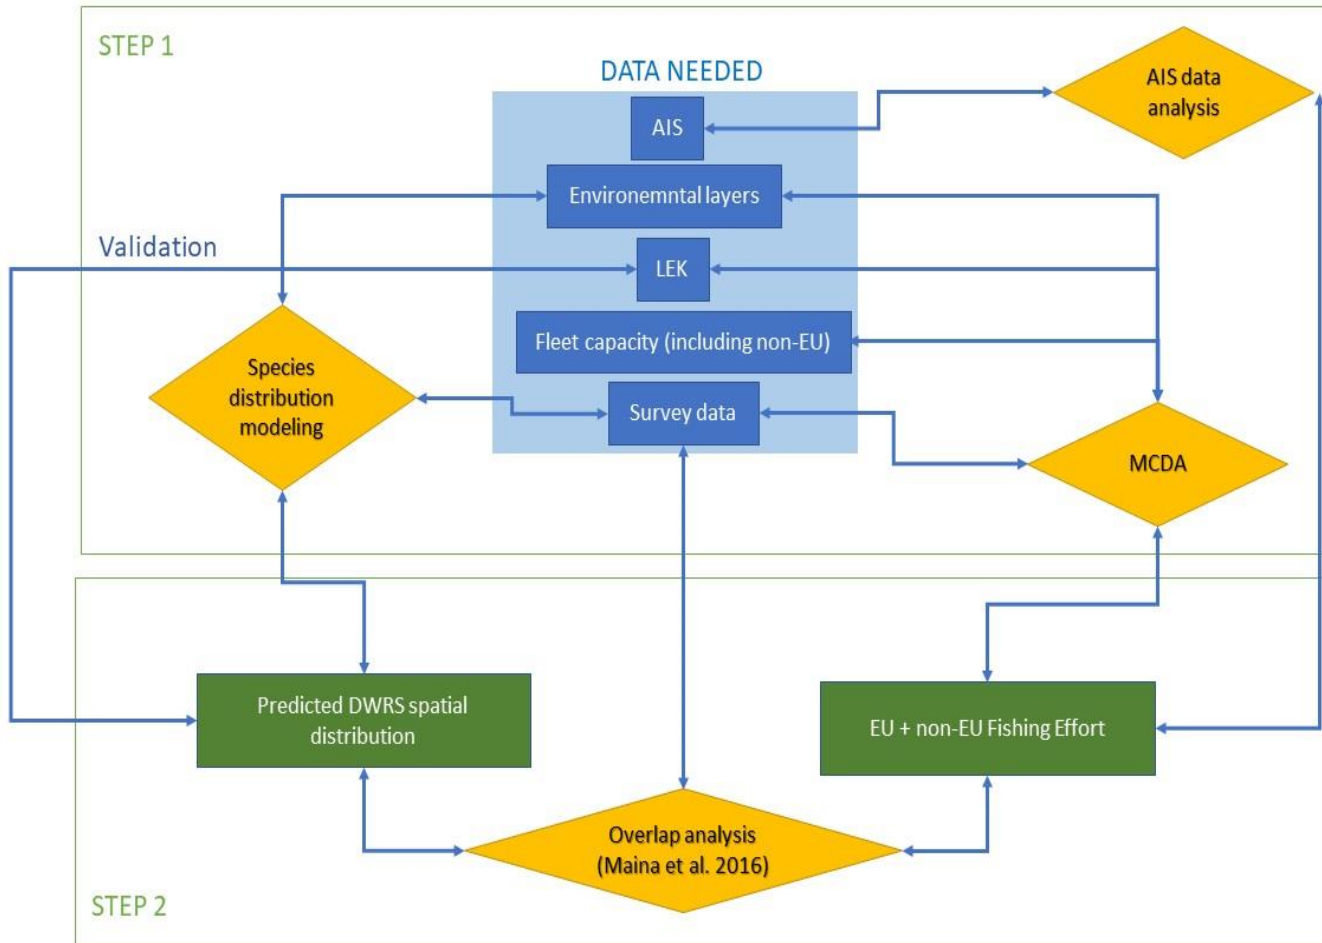 STEP 1
DATA NEEDED
AIS data
analysis
AIS
Environemntal layers
Validation
LEK
Fleet capacity (including non-EU)
Species
distribution
modeling
Survey data
MCDA
Predicted DWRS spatial
distribution
EU + non-EU Fishing Effort
Overlap analysis
(Maina et al. 2016)
STEP 2